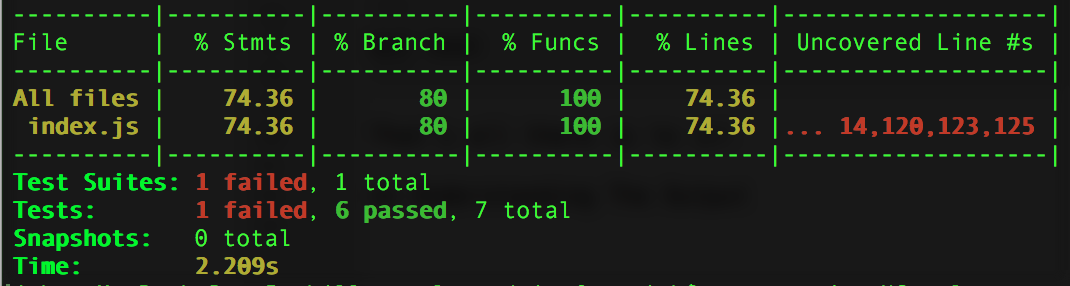 ----------|----------|----------|----------|----------|-------------------|
File      |  % Stmts | % Branch |  % Funcs |  % Lines | Uncovered Line #s |
----------|----------|----------|----------|----------|-------------------|
All files |    74.36 |       80 |      100 |    74.36 |                   |
 index.js |    74.36 |       80 |      100 |    74.36 |... 14,120,123,125 |
----------|----------|----------|----------|----------|-------------------|
Test Suites: 1 failed, 1 total
Tests:       1 failed, 6 passed, 7 total
Snapshots:   0 total
Time:        2.209s